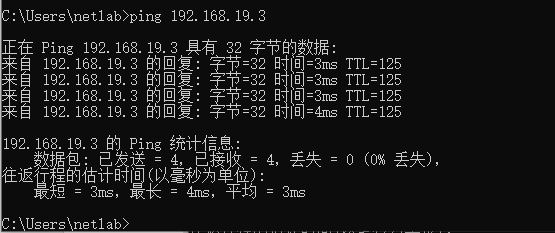 C:\Users\netlab>ping 192.168.19.3
正在 Ping 192.168.19.3 具有 32 字节的数据:
来自 192.168.19.3 的回复: 字节=32 时间=3ms TTL=125
来自 192.168.19.3 的回复: 字节=32 时间=3ms TTL=125
来自 192.168.19.3 的回复: 字节=32 时间=3ms TTL=125
来自 192.168.19.3 的回复: 字节=32 时间=4ms TTL=125
192.168.19.3 的 Ping 统计信息:
数据包: 已发送 = 4，已接收 = 4，丢失 = 0 (0% 丢失)，
往返行程的估计时间(以毫秒为单位):
最短 = 3ms，最长 = 4ms，平均 = 3ms
C:\Users\netlab>